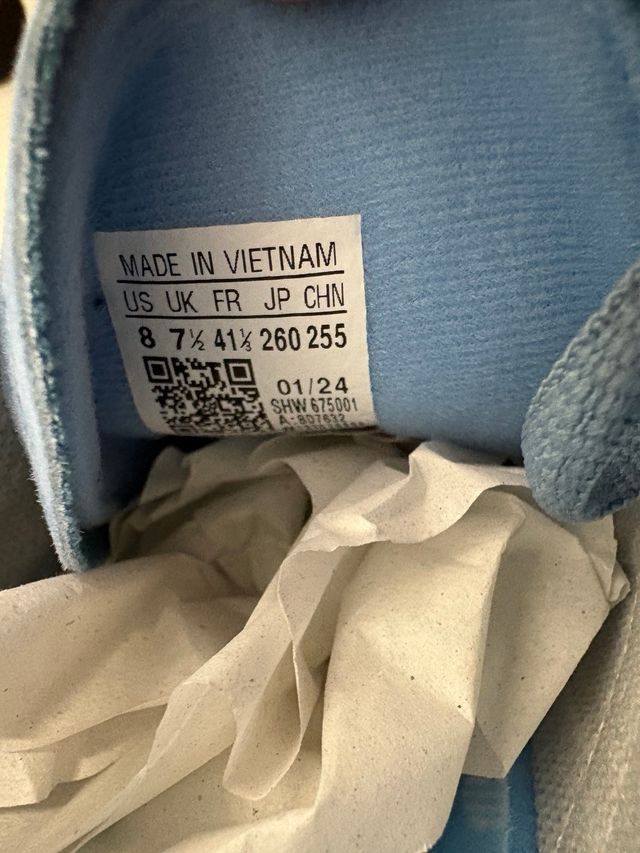 MADE IN VIETNAM
US UK FR JP CHN
8 7½ 41⅓ 260 255
01/24
SHW 675001